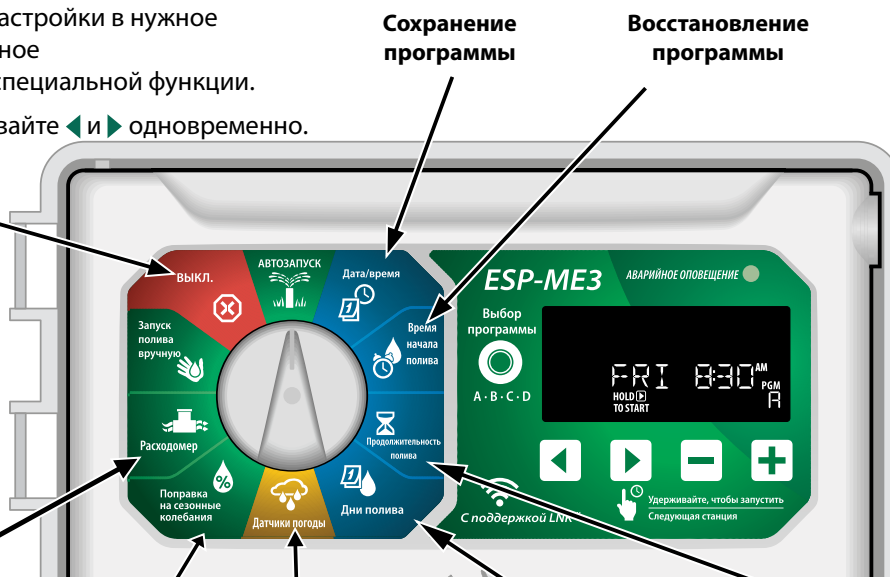 астройки в нужное
ное
специальной функции.
вайте ◀ и ▶ одновременно.
Сохранение
программы
Восстановление
программы
ВЫКЛ.
АВТОЗАПУСК
Дата/время
Время
начала
полива
Продолжительность
полива
Дни полива
Датчики погоды
Поправка
на сезонные
колебания
Расходомер
Запуск
полива
вручную
ESP-ME3
АВАРИЙНОЕ ОПОВЕЩЕНИЕ
Выбор
программы
A · B · C · D
FRI 8:30 AM
HOLD ▶
TO START
PGM
A
С поддержкой LNK
Удерживайте, чтобы запустить
Следующая станция